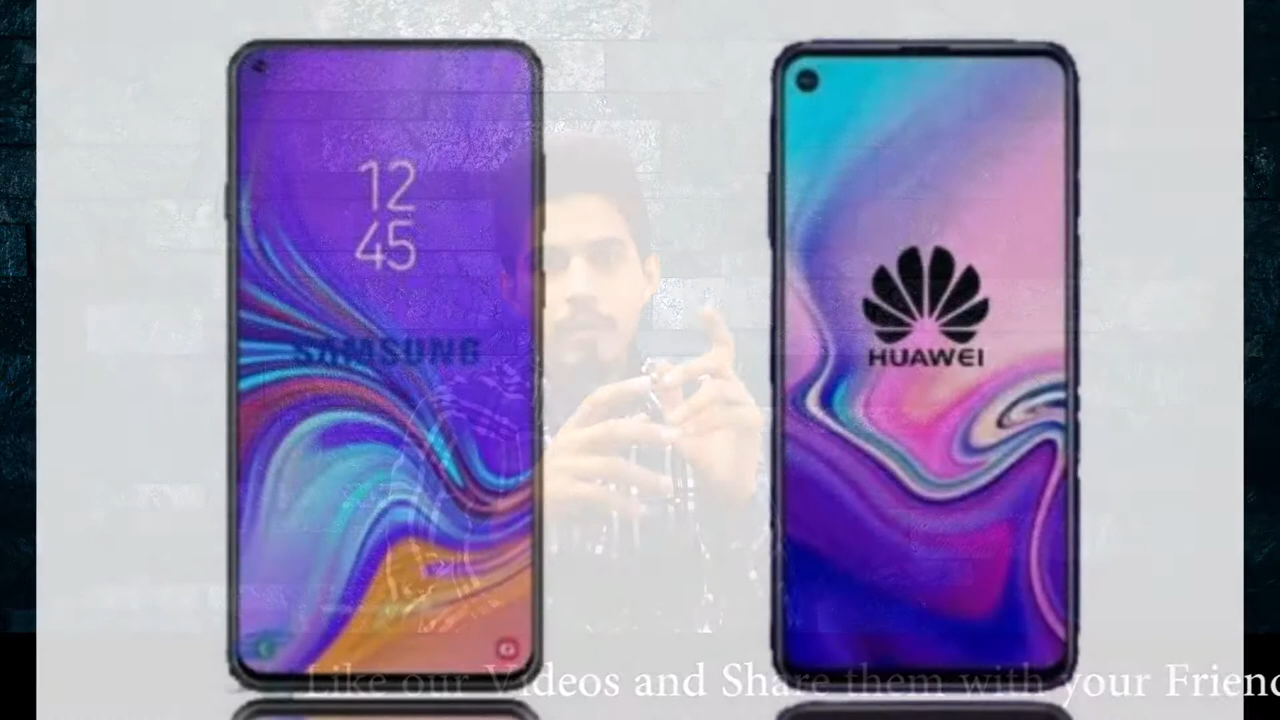 12
45
SAMSUNG
HUAWEI
Like our Videos and Share them with your Frienc